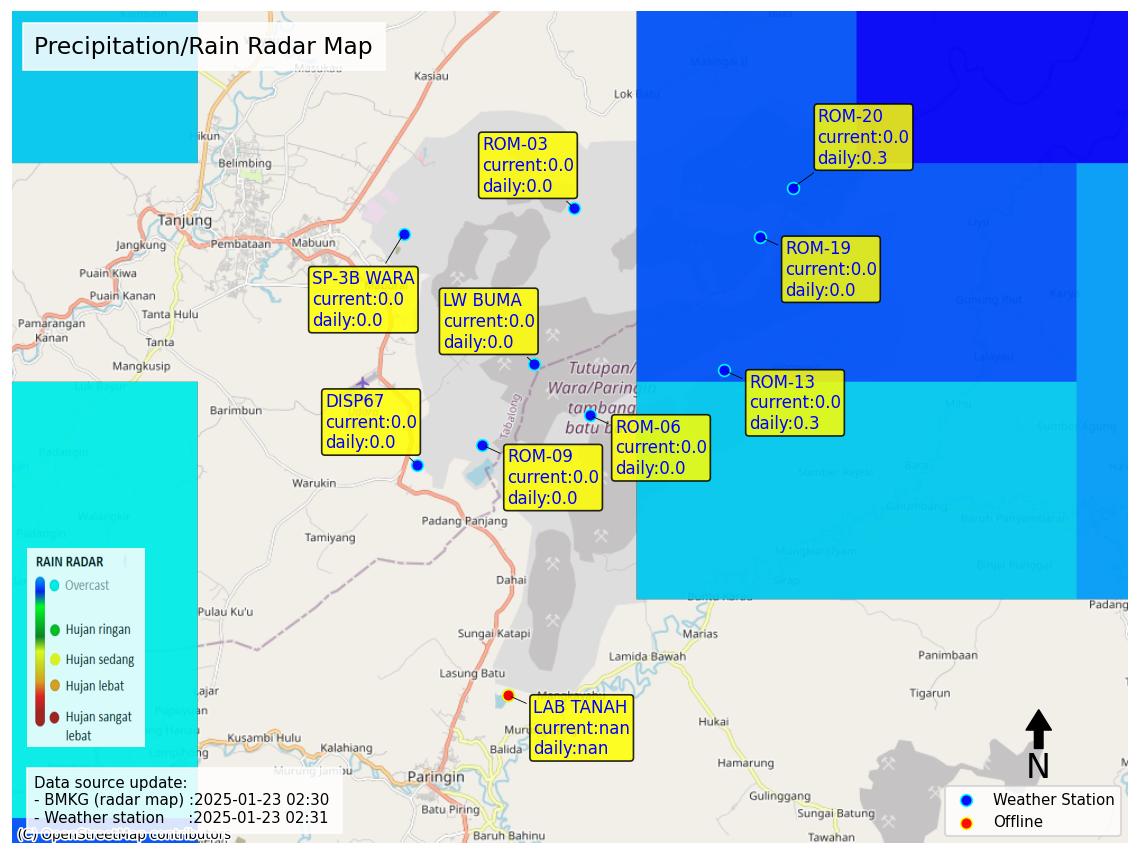 Precipitation/Rain Radar Map
Kasiau
Lok
Hikun
Belimbing
Tanjung
Jangkung
Pembataan
Mabuun
Puain Kiwa
Puain Kanan
Tanta Hulu
Pamarangan
Kanan
Tanta
Mangkusip
Barimbun
Warukin
Padang Panjang
Tamiyang
Dahai
Pulau Ku'u
Sungai Katapi
Lasung Batu
Marias
Lamida Bawah
Panimbaan
Tigarun
Hukai
Hamarung
Gulinggang
Sungai Batung
Tawahan
Kusambi Hulu
Kalahiang
Murung Jambu
Paringin
Balida
Batu Piring
Baruh Bahinu
Padang
Tabalong
Tutupan/
Wara/Paringin
tambang
batu b
ROM-03
current:0.0
daily:0.0
ROM-20
current:0.0
daily:0.3
ROM-19
current:0.0
daily:0.0
SP-3B WARA
current:0.0
daily:0.0
LW BUMA
current:0.0
daily:0.0
ROM-13
current:0.0
daily:0.3
DISP67
current:0.0
daily:0.0
ROM-06
current:0.0
daily:0.0
ROM-09
current:0.0
daily:0.0
LAB TANAH
current:nan
daily:nan
RAIN RADAR
Overcast
Hujan ringan
Hujan sedang
Hujan lebat
Hujan sangat
lebat
Data source update:
- BMKG (radar map) :2025-01-23 02:30
- Weather station :2025-01-23 02:31
(C) OpenStreetMap contributors
N
Weather Station
Offline